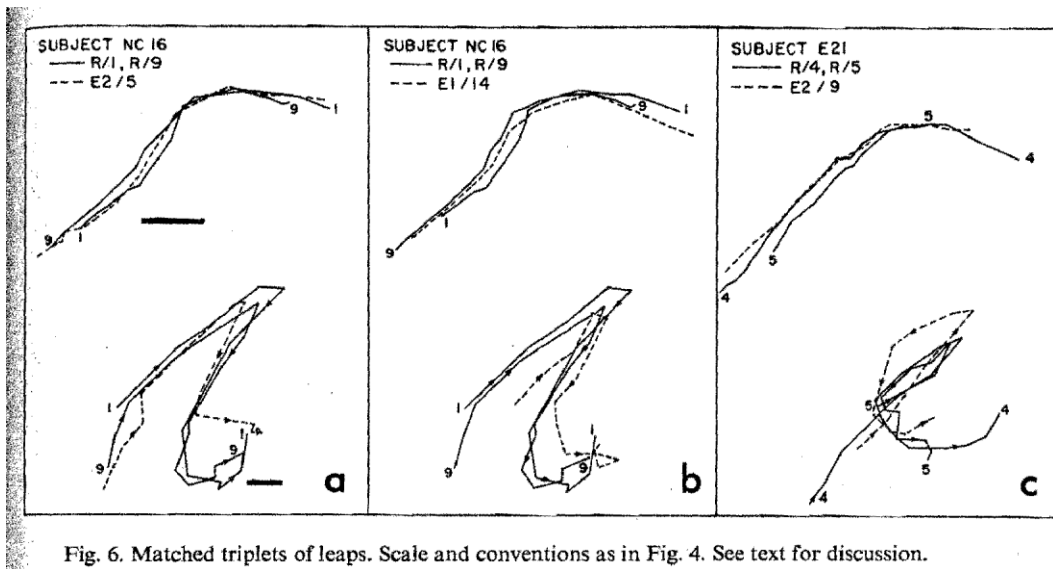 SUBJECT NC 16
R/1, R/9
E2/5
9
1
9
1
1
9
1
9
a
SUBJECT NC 16
R/1, R/9
E1/14
9
1
9
1
1
9
1
9
b
SUBJECT E21
R/4, R/5
E2/9
5
4
5
4
5
4
5
4
c
Fig. 6. Matched triplets of leaps. Scale and conventions as in Fig. 4. See text for discussion.